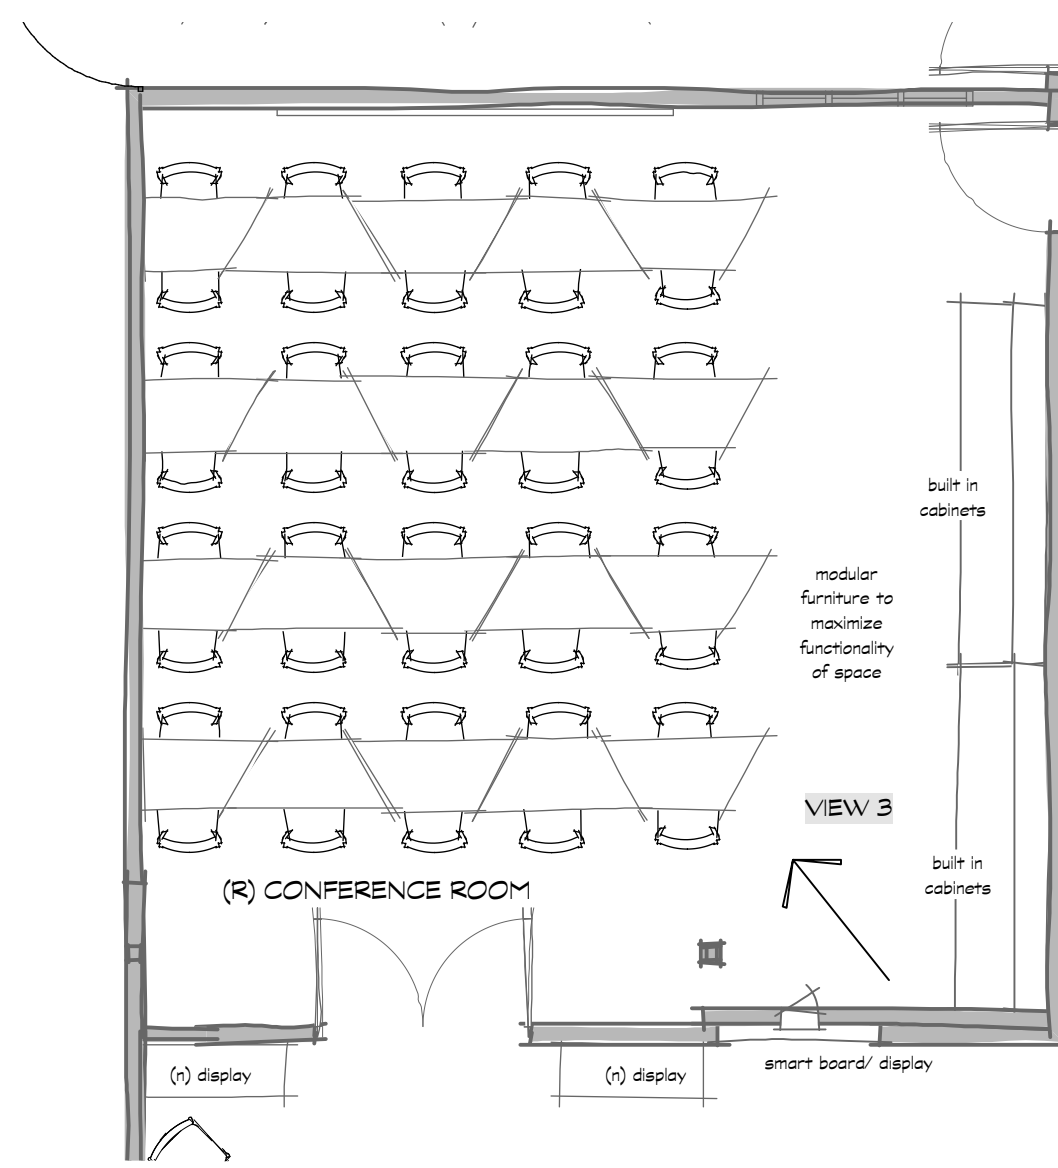 built in
cabinets
modular
furniture to
maximize
functionality
of space
VIEW 3
built in
cabinets
(R) CONFERENCE ROOM
(n) display
(n) display
smart board/ display